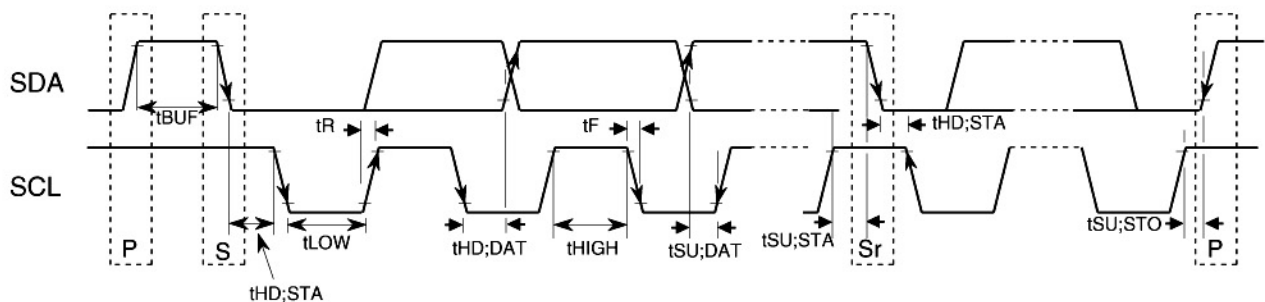 SDA
tBUF
tR
tF
tHD;STA
SCL
tLOW
tHD;DAT
tHIGH
tSU;DAT
tSU;STA
tSU;STO
P
S
Sr
P
tHD;STA